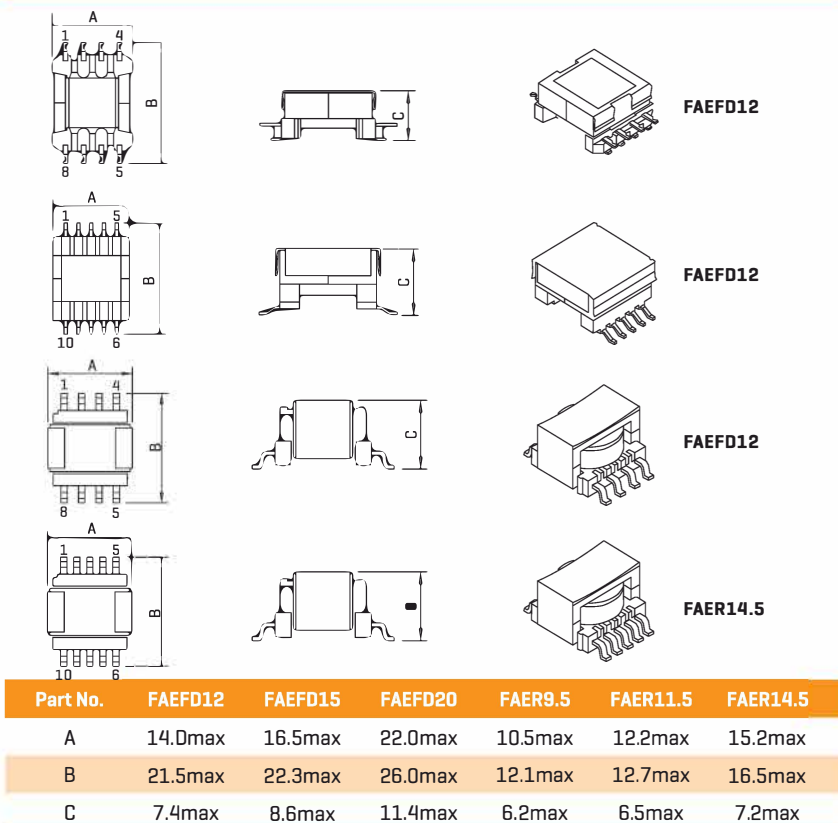 A
1 4
B
8 5
C
FAEFD12
A
1 5
B
10 6
C
FAEFD12
A
1 4
B
8 5
C
FAEFD12
A
1 5
B
10 6
FAER14.5
Part No. FAEFD12 FAEFD15 FAEFD20 FAER9.5 FAER11.5 FAER14.5
A 14.0max 16.5max 22.0max 10.5max 12.2max 15.2max
B 21.5max 22.3max 26.0max 12.1max 12.7max 16.5max
C 7.4max 8.6max 11.4max 6.2max 6.5max 7.2max